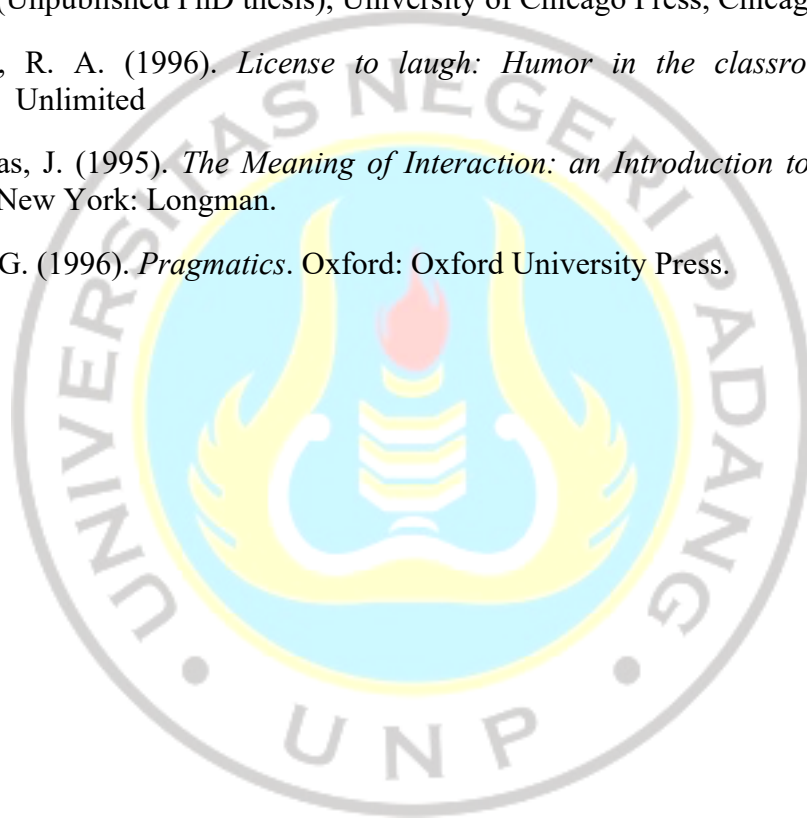 (Unpublished PhD thesis), University of Chicago Press, Chicag
, R. A. (1996). License to laugh: Humor in the classro
Unlimited
as, J. (1995). The Meaning of Interaction: an Introduction to
New York: Longman.
G. (1996). Pragmatics. Oxford: Oxford University Press.
UNIVERSITAS NEGERI PADANG
UNP